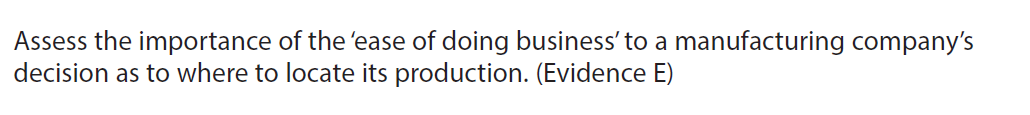 Assess the importance of the ‘ease of doing business’ to a manufacturing company’s
decision as to where to locate its production. (Evidence E)